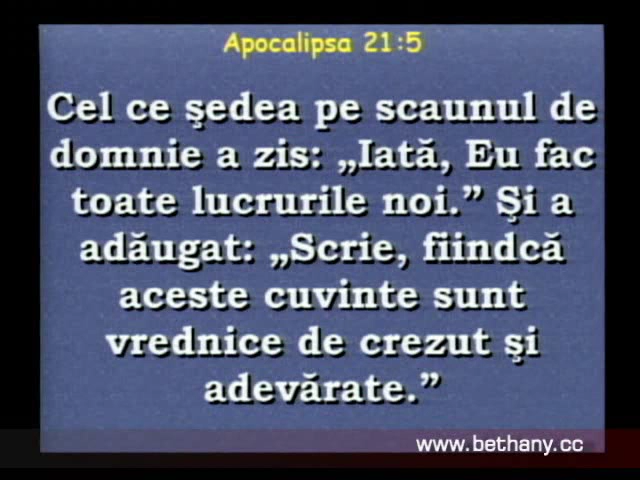 Apocalipsa 21:5
Cel ce şedea pe scaunul de
domnie a zis: „Iată, Eu fac
toate lucrurile noi.” Şi a
adăugat: „Scrie, fiindcă
aceste cuvinte sunt
vrednice de crezut şi
adevărate.”
www.bethany.cc